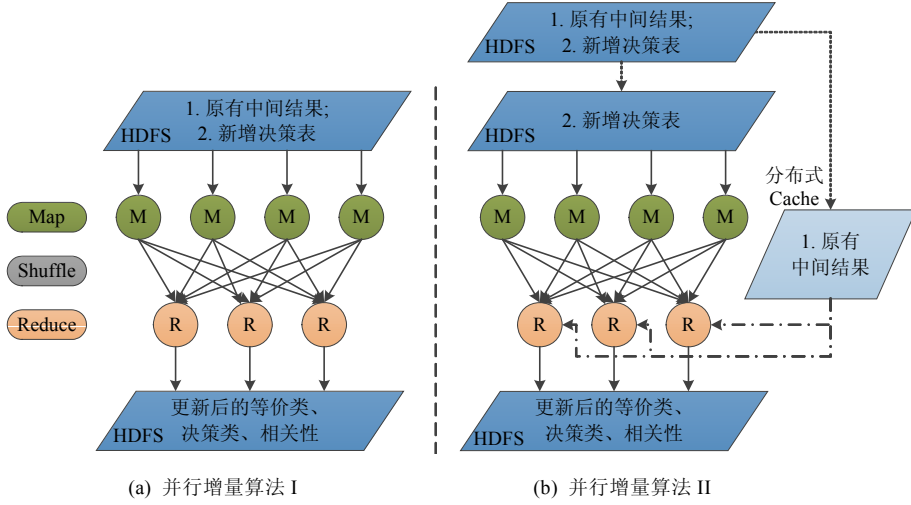 1. 原有中间结果;
2. 新增决策表
HDFS
Map
Shuffle
Reduce
M M M M
R R R
更新后的等价类、
决策类、相关性
HDFS
(a) 并行增量算法 I
1. 原有中间结果;
HDFS
2. 新增决策表
2. 新增决策表
HDFS
分布式
Cache
1. 原有
中间结果
M M M M
R R R
更新后的等价类、
决策类、相关性
HDFS
(b) 并行增量算法 II